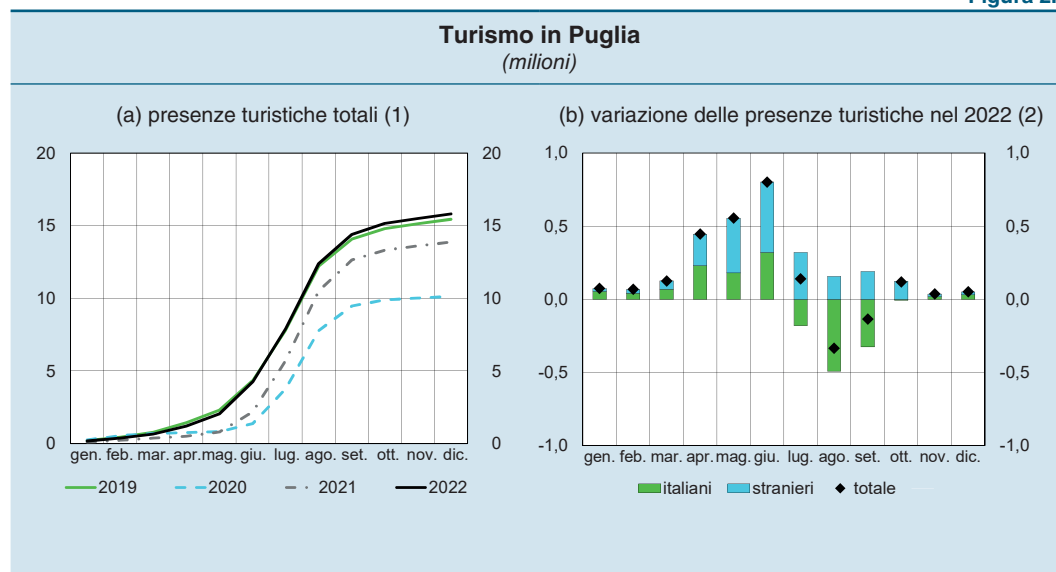 Turismo in Puglia
(milioni)
(a) presenze turistiche totali (1)
20 20
15 15
10 10
5 5
0 0
gen. feb. mar. apr. mag. giu. lug. ago. set. ott. nov. dic.
2019 2020 2021 2022
(b) variazione delle presenze turistiche nel 2022 (2)
1,0 1,0
0,5 0,5
0,0 0,0
-0,5 -0,5
-1,0 -1,0
gen. feb. mar. apr. mag. giu. lug. ago. set. ott. nov. dic.
italiani stranieri totale